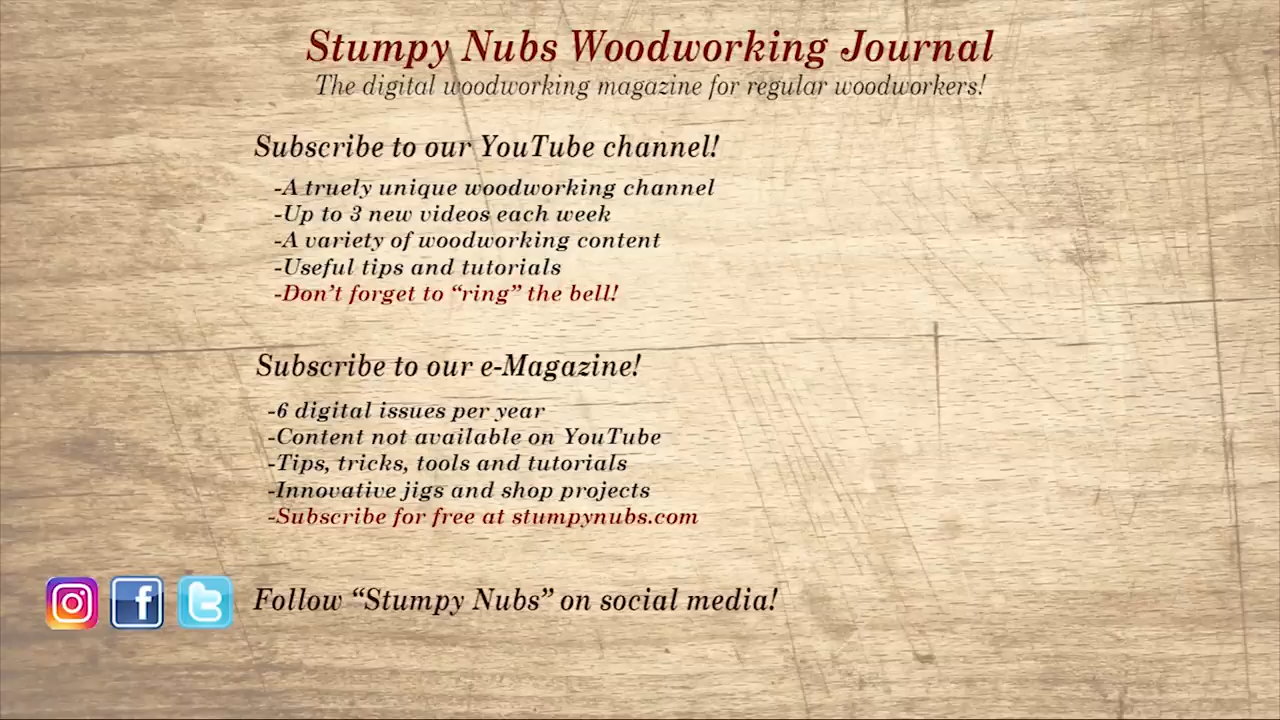 Stumpy Nubs Woodworking Journal
The digital woodworking magazine for regular woodworkers!
Subscribe to our YouTube channel!
-A truely unique woodworking channel
-Up to 3 new videos each week
-A variety of woodworking content
-Useful tips and tutorials
-Don’t forget to “ring” the bell!
Subscribe to our e-Magazine!
-6 digital issues per year
-Content not available on YouTube
-Tips, tricks, tools and tutorials
-Innovative jigs and shop projects
-Subscribe for free at stumpynubs.com
Follow “Stumpy Nubs” on social media!